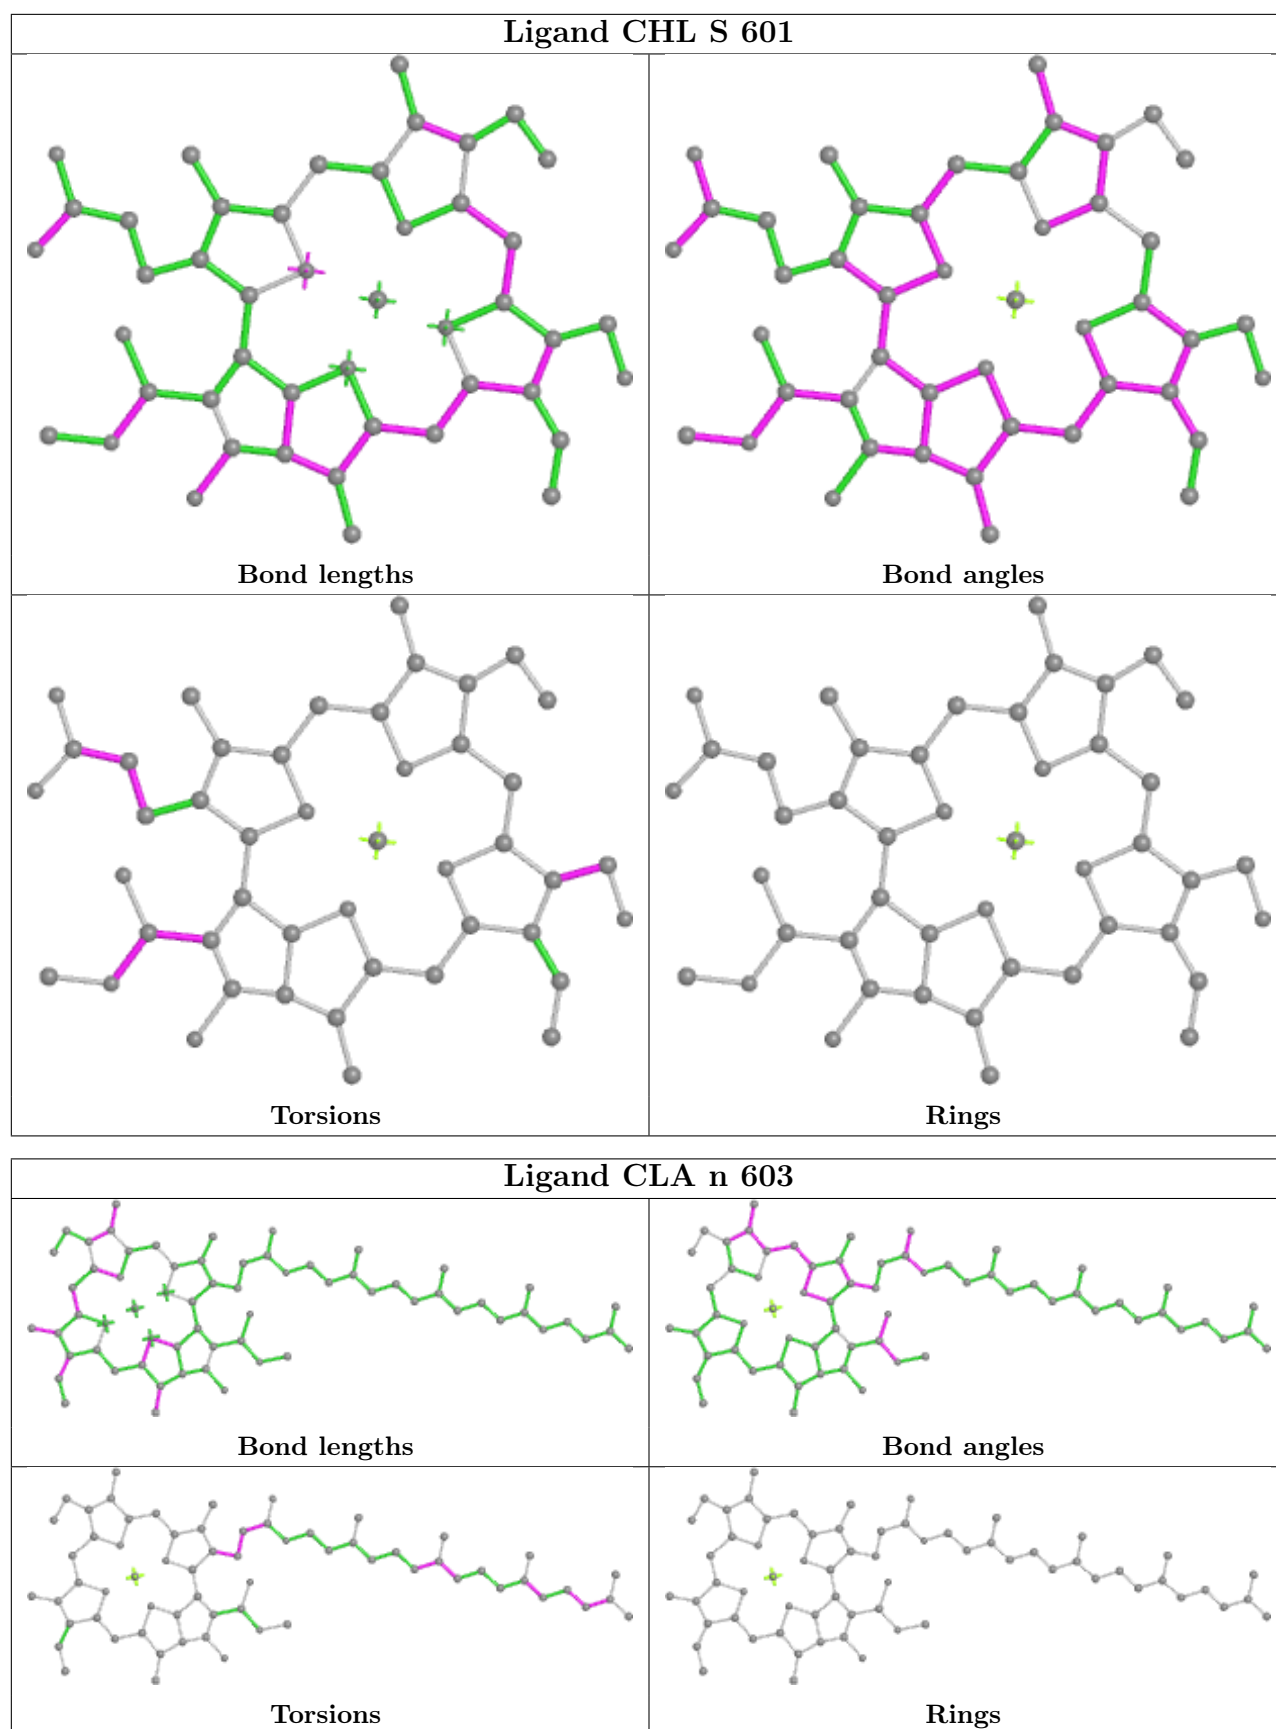 Ligand CHL S 601
Bond lengths
Bond angles
Torsions
Rings
Ligand CLA n 603
Bond lengths
Bond angles
Torsions
Rings